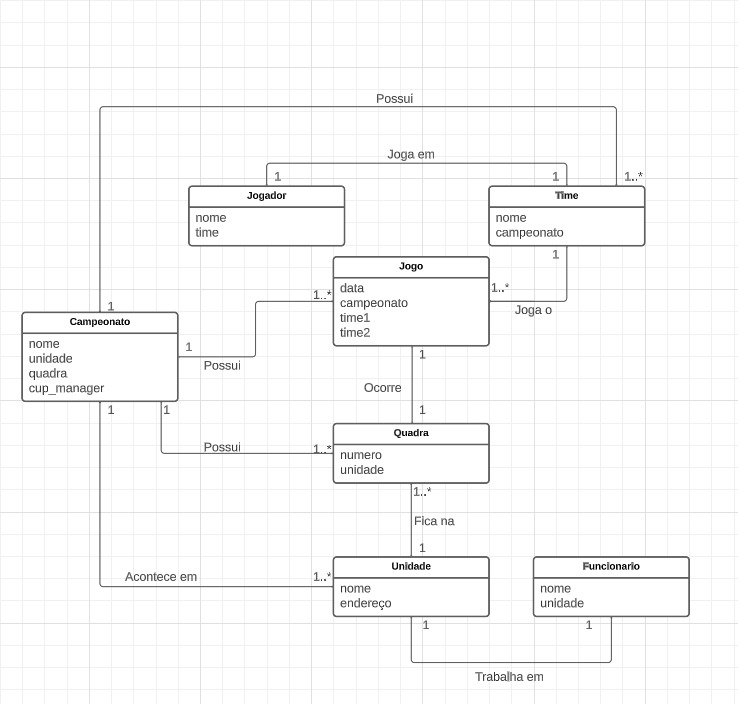 Possui
Joga em
1
1
1..*
Jogador
nome
time
Time
nome
campeonato
1
Jogo
data
campeonato
time1
time2
1..*
Joga o
1..*
1
Campeonato
nome
unidade
quadra
cup_manager
1
Possui
1
Ocorre
1
1
1
Quadra
numero
unidade
Possui
1..*
1..*
Fica na
1
Unidade
nome
endereço
Acontece em
1..*
Funcionario
nome
unidade
1
1
Trabalha em